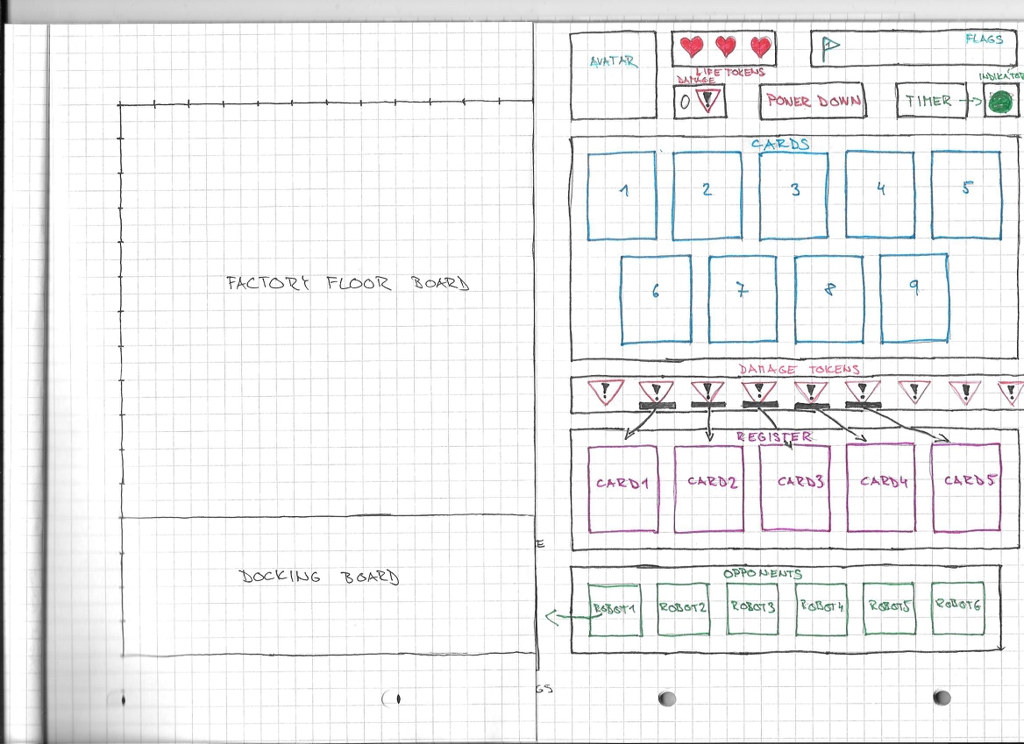 AVATAR
LIFE TOKENS
FLAGS
DAMAGE
0 !
POWER DOWN
TIMER
INDIKATOR
CARDS
1 2 3 4 5
6 7 8 9
FACTORY FLOOR BOARD
DAMAGE TOKENS
! ! ! ! ! ! ! ! !
REGISTER
CARD1 CARD2 CARD3 CARD4 CARD5
E
DOCKING BOARD
OPPONENTS
ROBOT1 ROBOT2 ROBOT3 ROBOT4 ROBOT5 ROBOT6
GS